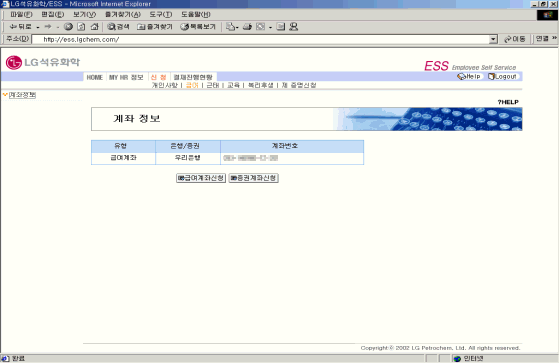 LG석유화학/ESS - Microsoft Internet Explorer
파일(F) 편집(E) 보기(V) 즐겨찾기(A) 도구(T) 도움말(H)
뒤로 검색 즐겨찾기 목록보기
주소(D) http://ess.lgchem.com/ 이동 연결 »
LG석유화학
ESS Employee Self Service
HOME | MY HR 정보 | 신 청 | 결재진행현황
Help Logout
개인사항 | 급여 | 근태 | 교육 | 복리후생 | 제 증명신청
계좌정보
?HELP
계좌 정보
유형 은행/증권 계좌번호
급여계좌 우리은행
급여계좌신청 증권계좌신청
Copyright © 2002 LG Petrochem, Ltd. All rights reserved.
완료 인터넷